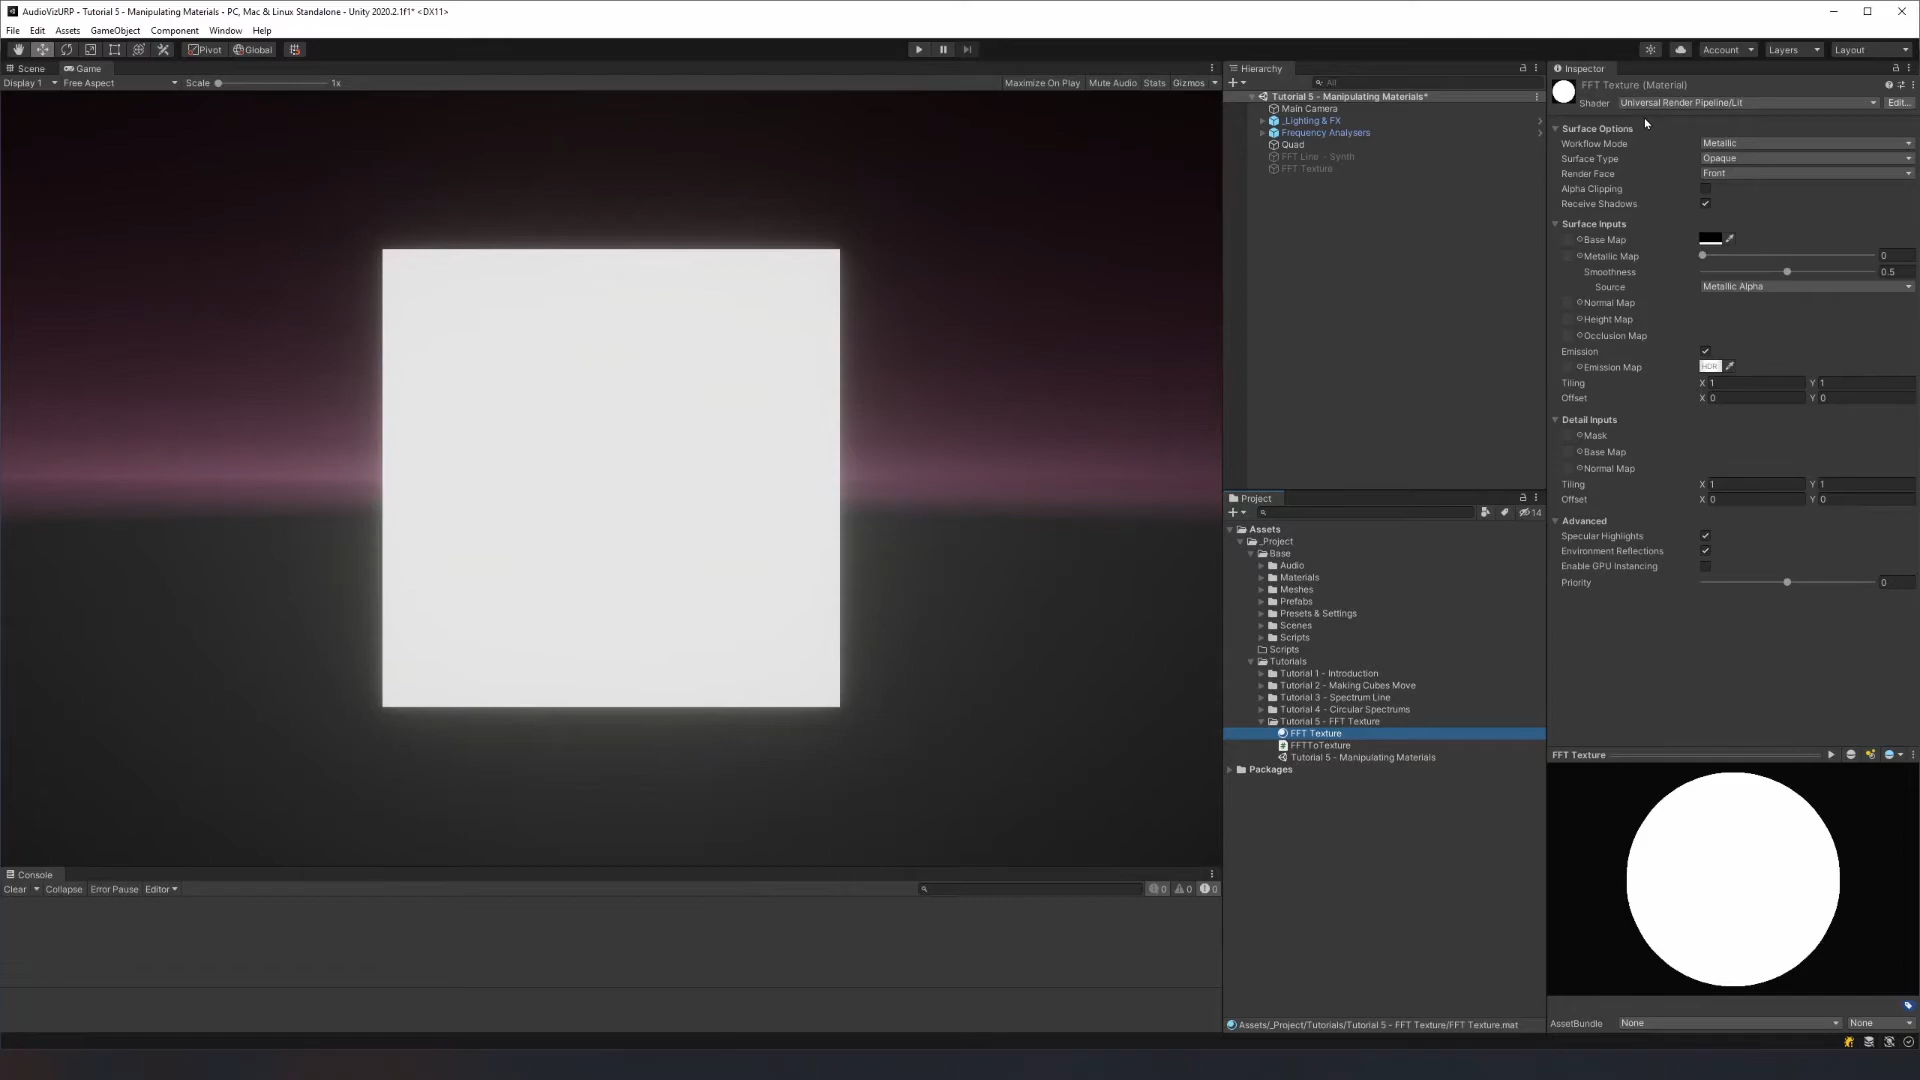 AudioVizURP - Tutorial 5 - Manipulating Materials - PC, Mac & Linux Standalone - Unity 2020.2.1f1* <DX11>
File Edit Assets GameObject Component Window Help
Pivot Global Account Layers Layout
Scene Game
Display 1 Free Aspect Scale 1x Maximize On Play Mute Audio Stats Gizmos
Hierarchy
All
Tutorial 5 - Manipulating Materials*
Main Camera
_Lighting & FX
Frequency Analysers
Quad
FFT Line - Synth
FFT Texture
Project
14
Assets
_Project
Base
Audio
Materials
Meshes
Prefabs
Presets & Settings
Scenes
Scripts
Scripts
Tutorials
Tutorial 1 - Introduction
Tutorial 2 - Making Cubes Move
Tutorial 3 - Spectrum Line
Tutorial 4 - Circular Spectrums
Tutorial 5 - FFT Texture
FFT Texture
FFTToTexture
Tutorial 5 - Manipulating Materials
Packages
Assets/_Project/Tutorials/Tutorial 5 - FFT Texture/FFT Texture.mat
Inspector
FFT Texture (Material)
Shader Universal Render Pipeline/Lit Edit...
Surface Options
Workflow Mode Metallic
Surface Type Opaque
Render Face Front
Alpha Clipping
Receive Shadows
Surface Inputs
Base Map
Metallic Map 0
Smoothness 0.5
Source Metallic Alpha
Normal Map
Height Map
Occlusion Map
Emission
Emission Map HDR
Tiling X 1 Y 1
Offset X 0 Y 0
Detail Inputs
Mask
Base Map
Normal Map
Tiling X 1 Y 1
Offset X 0 Y 0
Advanced
Specular Highlights
Environment Reflections
Enable GPU Instancing
Priority 0
FFT Texture
AssetBundle None None
Console
Clear Collapse Error Pause Editor 0 0 0